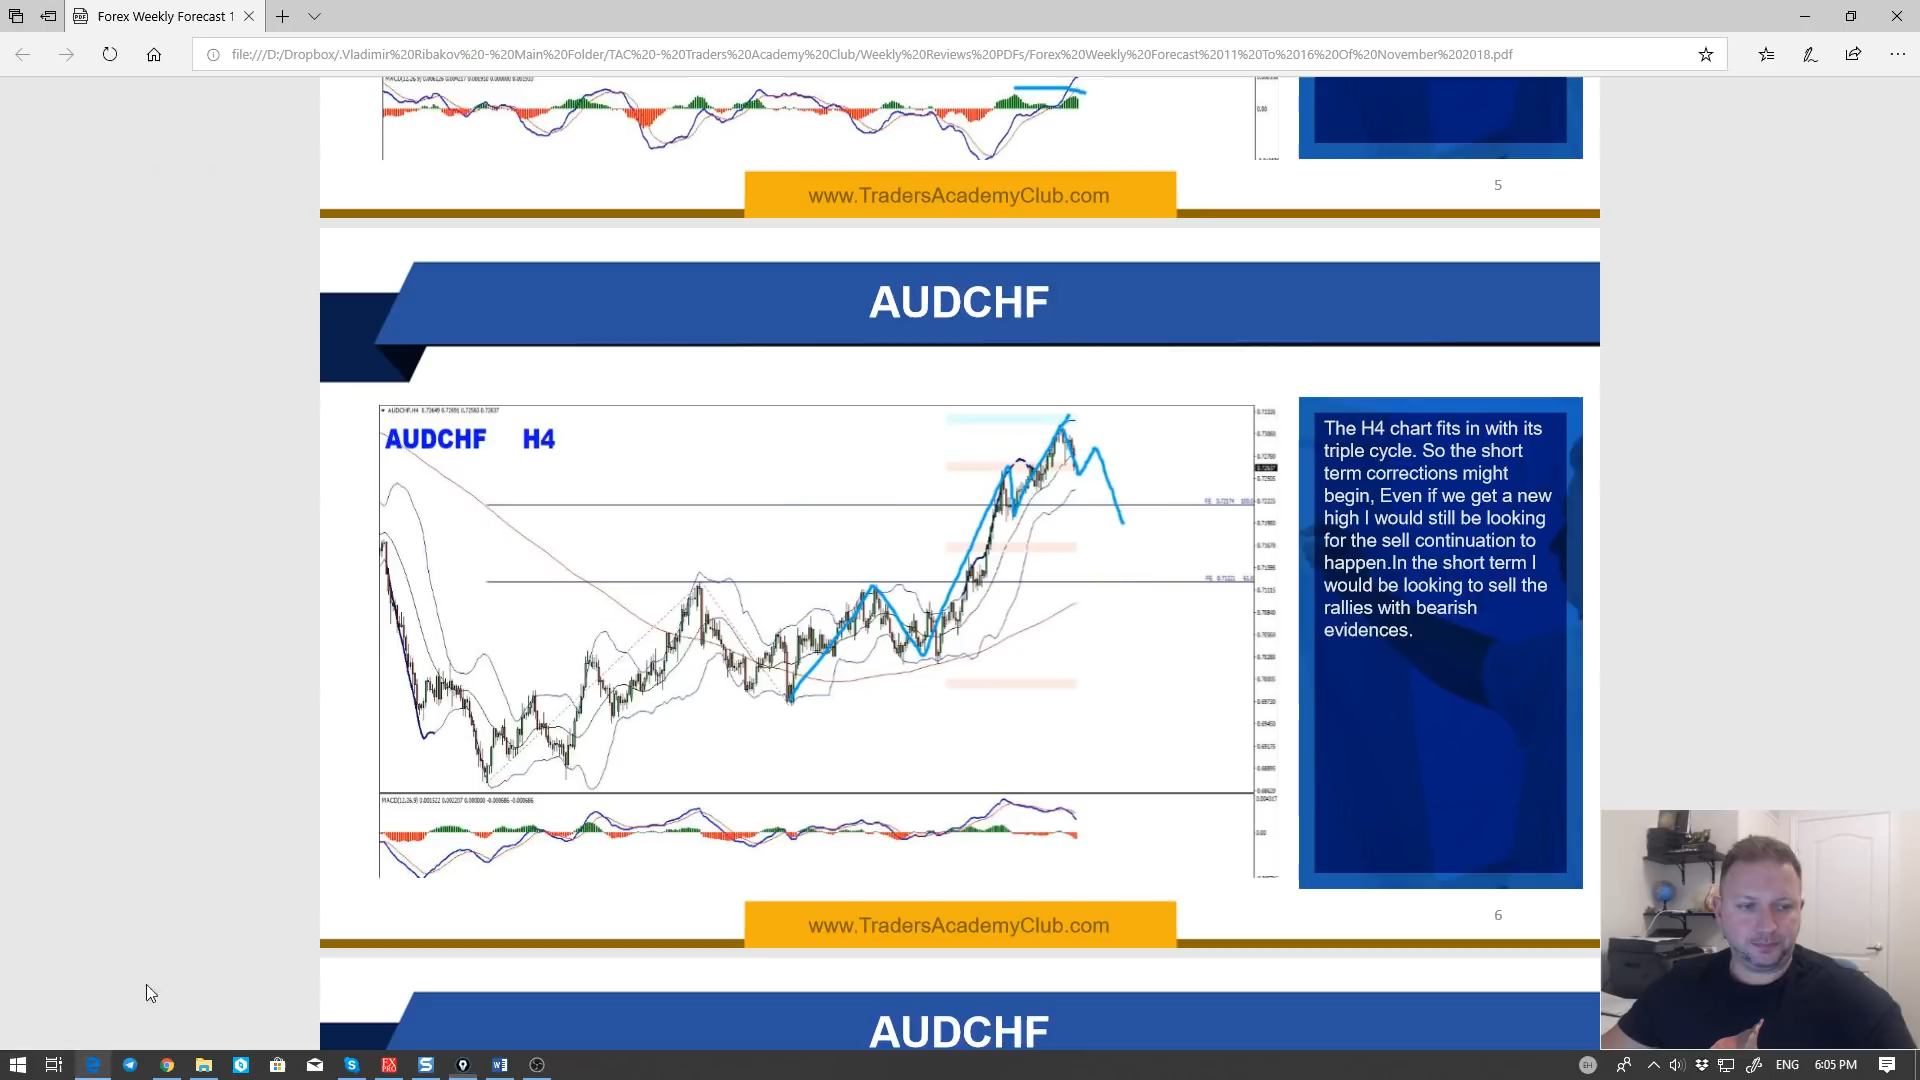 Forex Weekly Forecast 1
file:///D:/Dropbox/.Vladimir%20Ribakov%20-%20Main%20Folder/TAC%20-%20Traders%20Academy%20Club/Weekly%20Reviews%20PDFs/Forex%20Weekly%20Forecast%2011%20To%2016%20Of%20November%202018.pdf
0.00
www.TradersAcademyClub.com
5
AUDCHF
AUDCHF H4
The H4 chart fits in with its
triple cycle. So the short
term corrections might
begin, Even if we get a new
high I would still be looking
for the sell continuation to
happen.In the short term I
would be looking to sell the
rallies with bearish
evidences.
0.00
www.TradersAcademyClub.com
6
AUDCHF
ENG
6:05 PM